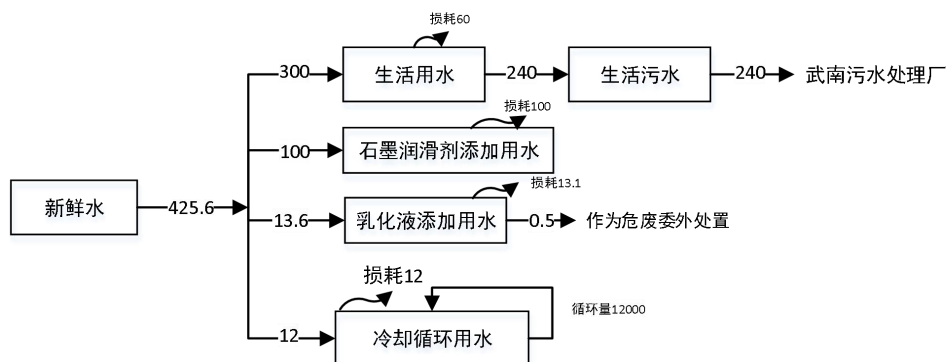 损耗60
300
生活用水
240
生活污水
240
武南污水处理厂
损耗100
100
石墨润滑剂添加用水
新鲜水
425.6
损耗13.1
13.6
乳化液添加用水
0.5
作为危废委外处置
损耗12
循环量12000
12
冷却循环用水